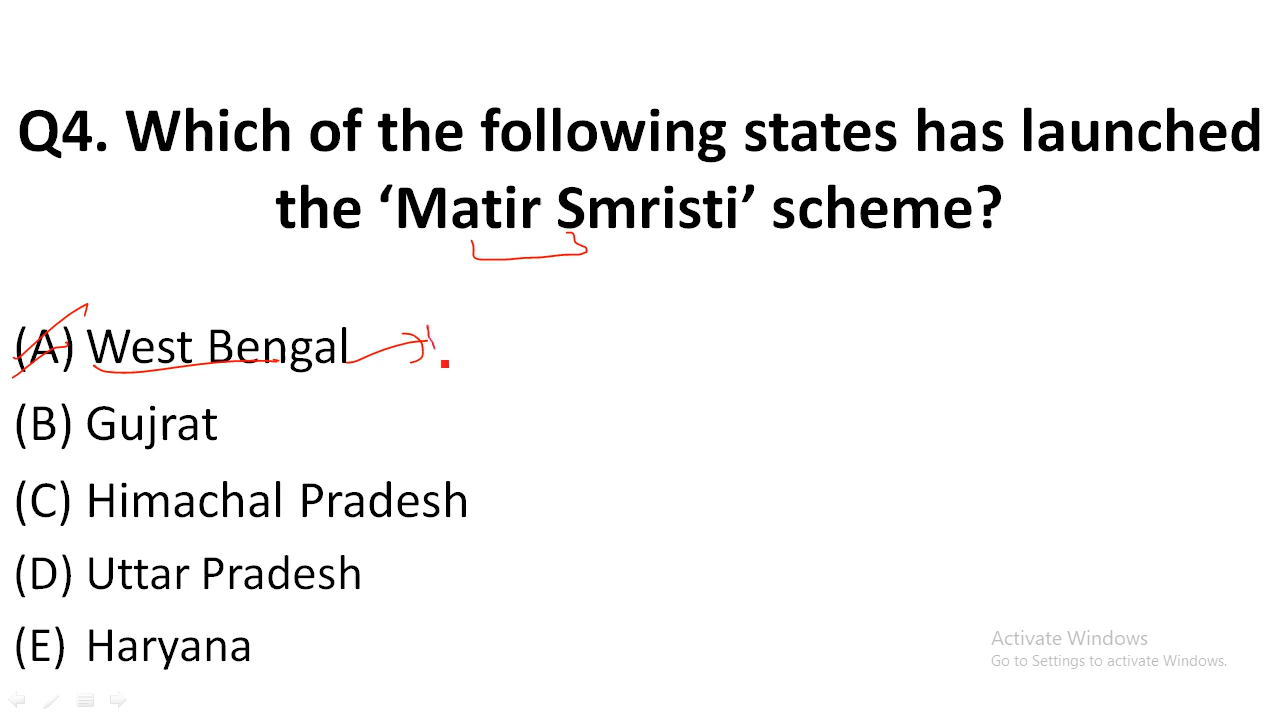 Q4. Which of the following states has launched
the ‘Matir Smristi’ scheme?
(A) West Bengal
(B) Gujrat
(C) Himachal Pradesh
(D) Uttar Pradesh
(E) Haryana
Activate Windows
Go to Settings to activate Windows.